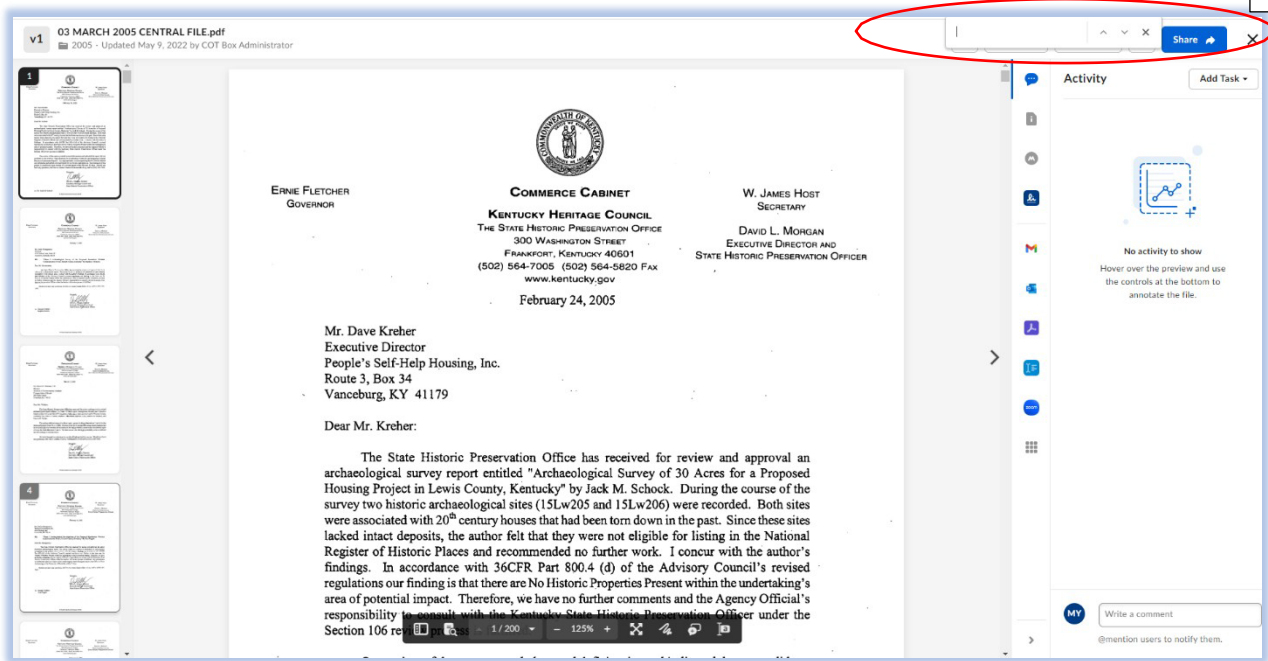 v1
03 MARCH 2005 CENTRAL FILE.pdf
2005 - Updated May 9, 2022 by COT Box Administrator
Share
1
4
COMMONWEALTH OF KENTUCKY
ERNIE FLETCHER
GOVERNOR
COMMERCE CABINET
KENTUCKY HERITAGE COUNCIL
THE STATE HISTORIC PRESERVATION OFFICE
300 WASHINGTON STREET
FRANKFORT, KENTUCKY 40601
(502) 564-7005 (502) 564-5820 FAX
www.kentucky.gov
W. JAMES HOST
SECRETARY
DAVID L. MORGAN
EXECUTIVE DIRECTOR AND
STATE HISTORIC PRESERVATION OFFICER
February 24, 2005
Mr. Dave Kreher
Executive Director
People's Self-Help Housing, Inc.
Route 3, Box 34
Vanceburg, KY 41179
Dear Mr. Kreher:
The State Historic Preservation Office has received for review and approval an
archaeological survey report entitled "Archaeological Survey of 30 Acres for a Proposed
Housing Project in Lewis County, Kentucky" by Jack M. Schock. During the course of the
survey two historic archaeological sites (15Lw205 and 15Lw206) were recorded. Both sites
were associated with 20th century houses that had been torn down in the past. Since these sites
lacked intact deposits, the author felt that they were not eligible for listing in the National
Register of Historic Places and recommended no further work. I concur with the author's
findings. In accordance with 36CFR Part 800.4 (d) of the Advisory Council's revised
regulations our finding is that there are No Historic Properties Present within the undertaking's
area of potential impact. Therefore, we have no further comments and the Agency Official's
responsibility to consult with the Kentucky State Historic Preservation Officer under the
Section 106
1 / 200
- 125% +
Activity
Add Task
No activity to show
Hover over the preview and use
the controls at the bottom to
annotate the file.
zoom
MY
Write a comment
@mention users to notify them.